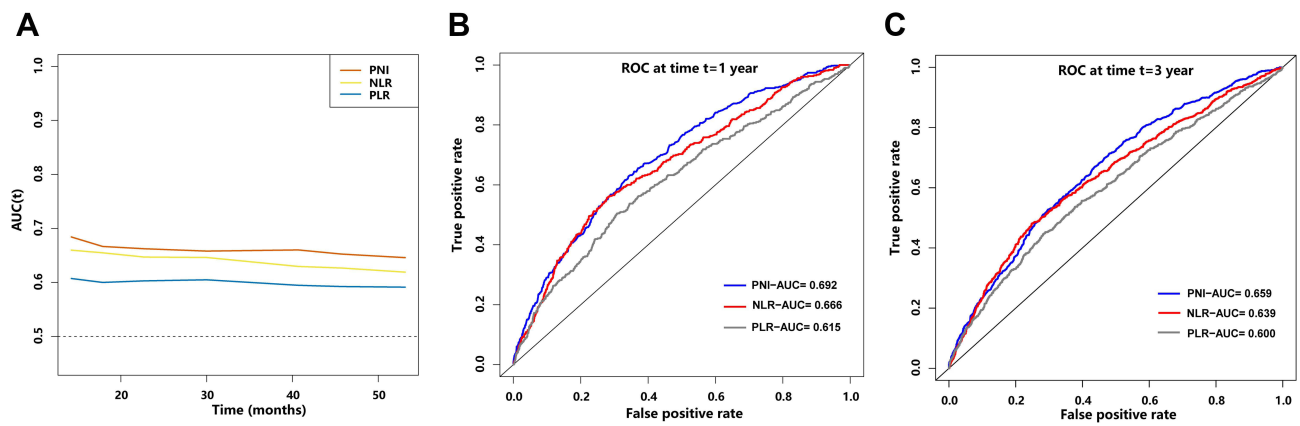 A
1.0
0.9
0.8
0.7
0.6
0.5
AUC(t)
PNI
NLR
PLR
20 30 40 50
Time (months)
B
ROC at time t=1 year
1.0
0.8
0.6
0.4
0.2
0.0
True positive rate
PNI−AUC= 0.692
NLR−AUC= 0.666
PLR−AUC= 0.615
0.0 0.2 0.4 0.6 0.8 1.0
False positive rate
C
ROC at time t=3 year
1.0
0.8
0.6
0.4
0.2
0.0
True positive rate
PNI−AUC= 0.659
NLR−AUC= 0.639
PLR−AUC= 0.600
0.0 0.2 0.4 0.6 0.8 1.0
False positive rate